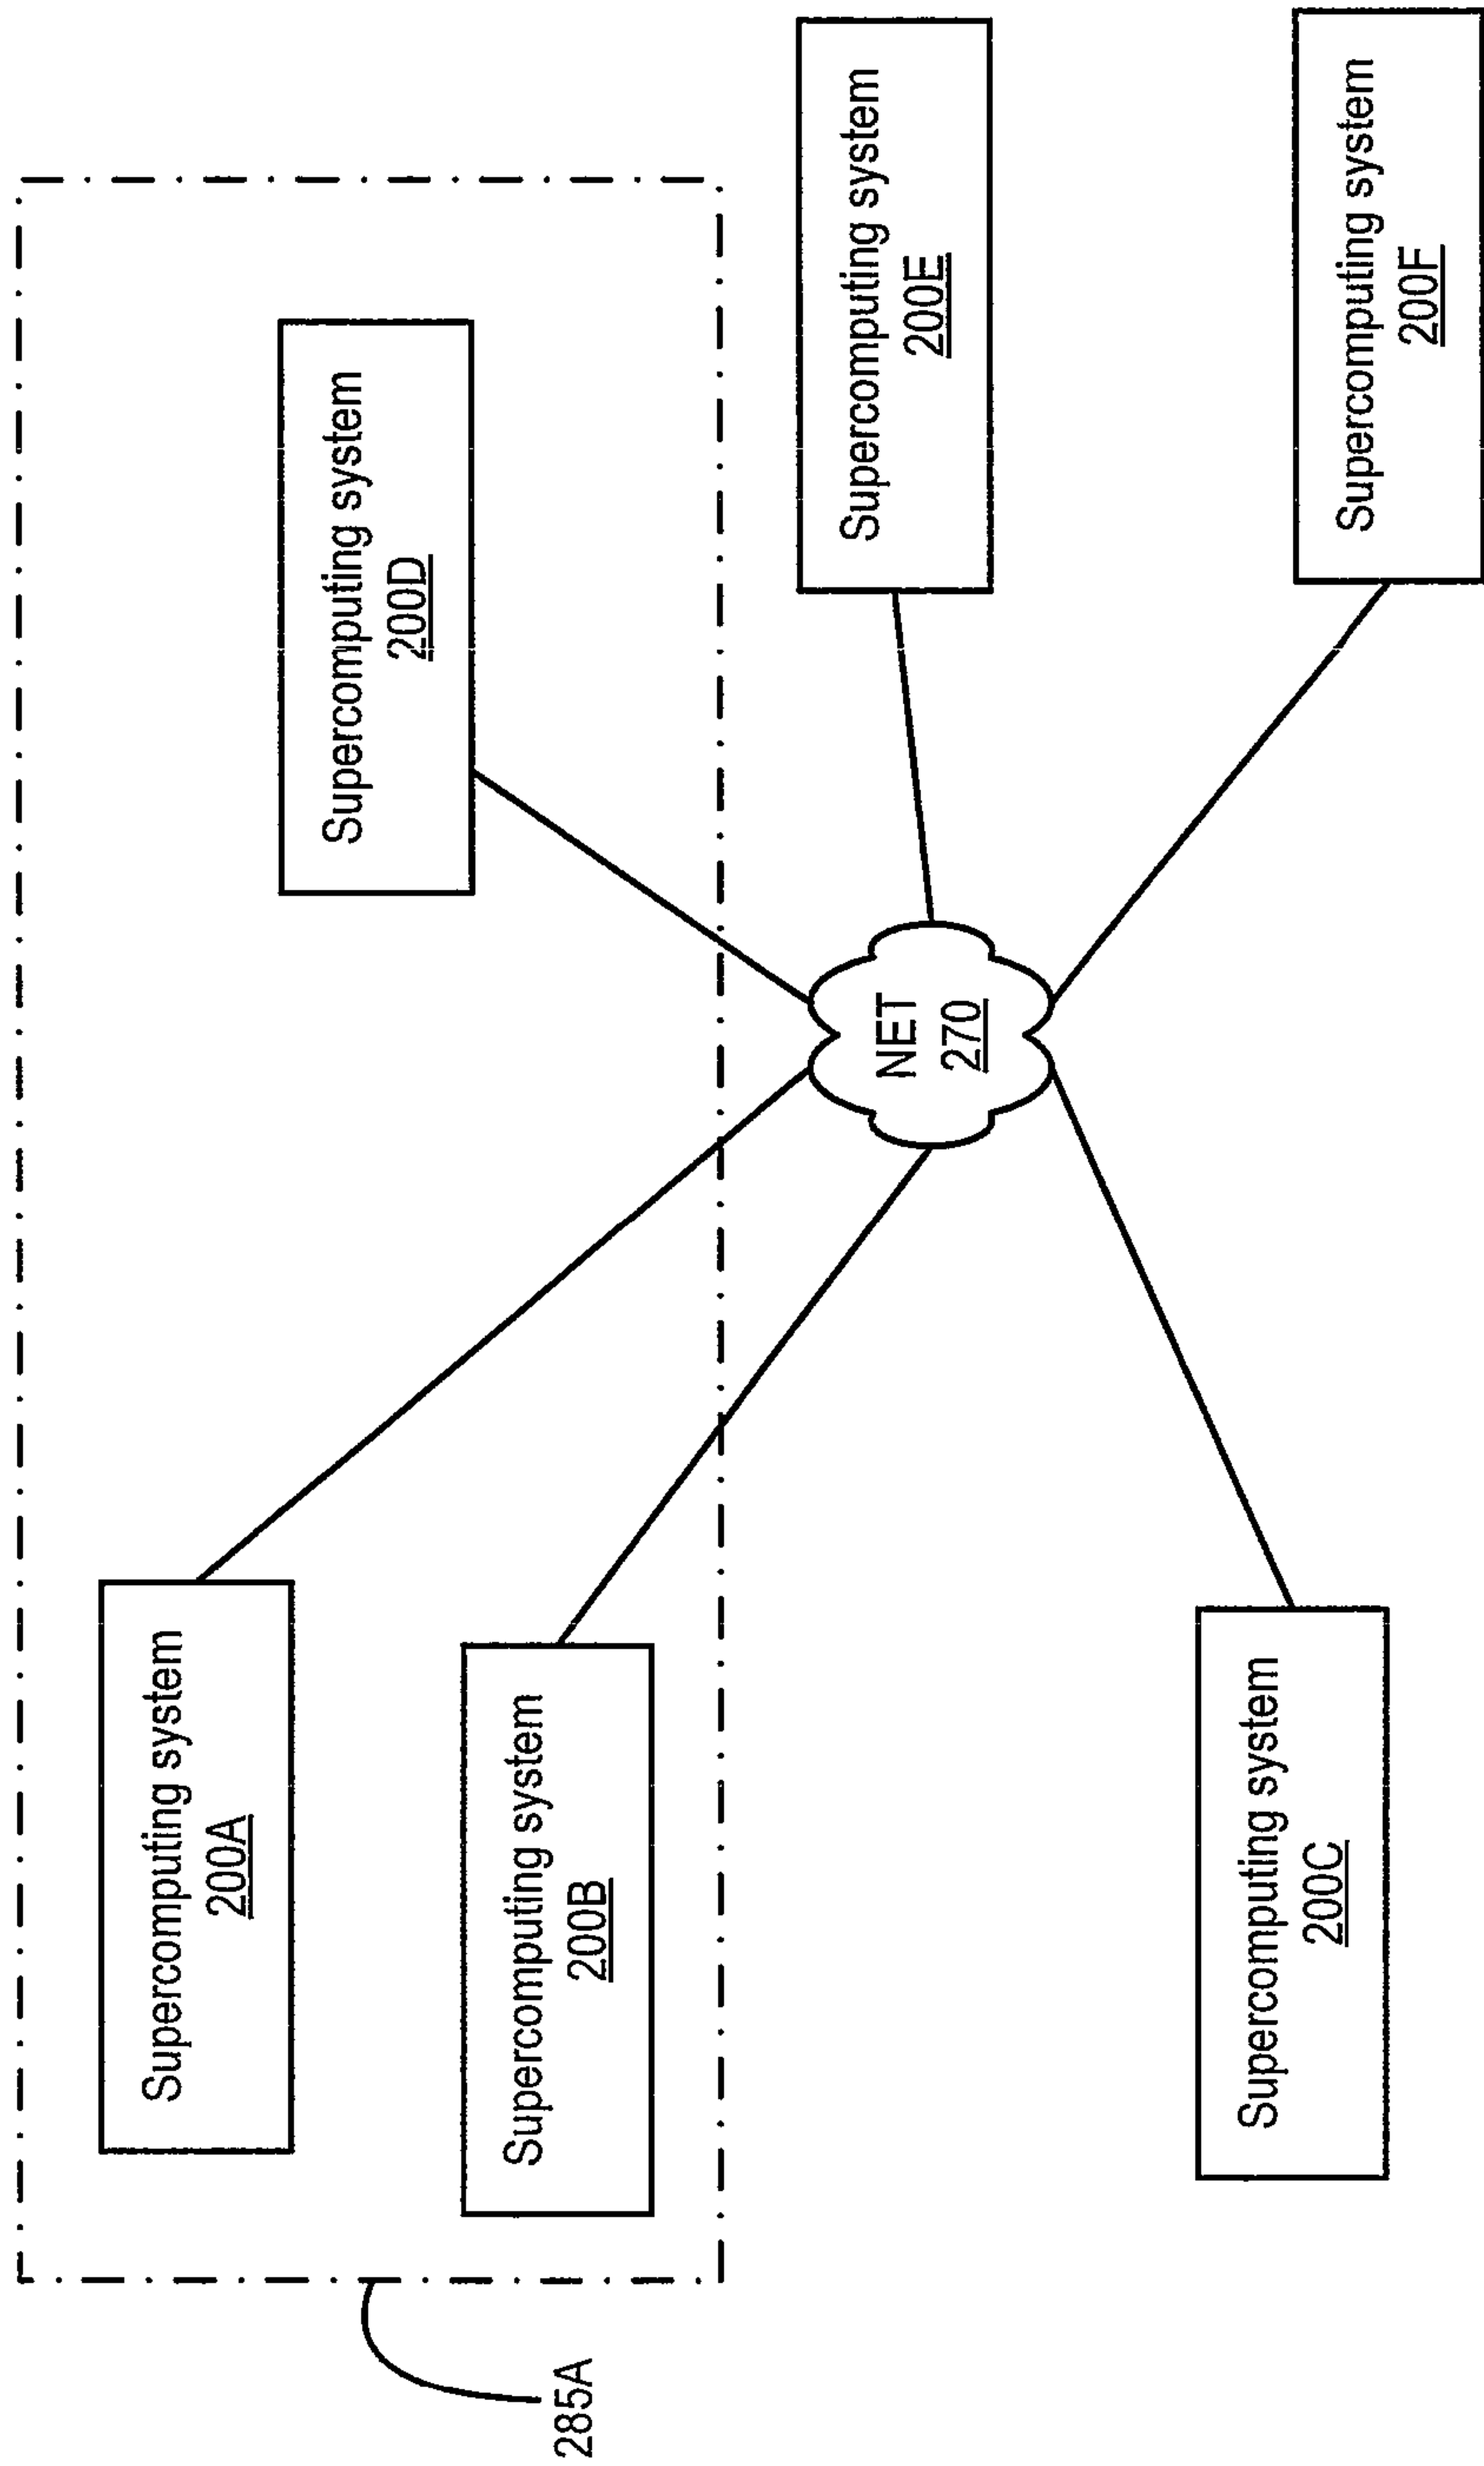 Supercomputing system
200A
Supercomputing system
200D
Supercomputing system
200B
285A
NET
270
Supercomputing system
200E
Supercomputing system
200C
Supercomputing system
200F